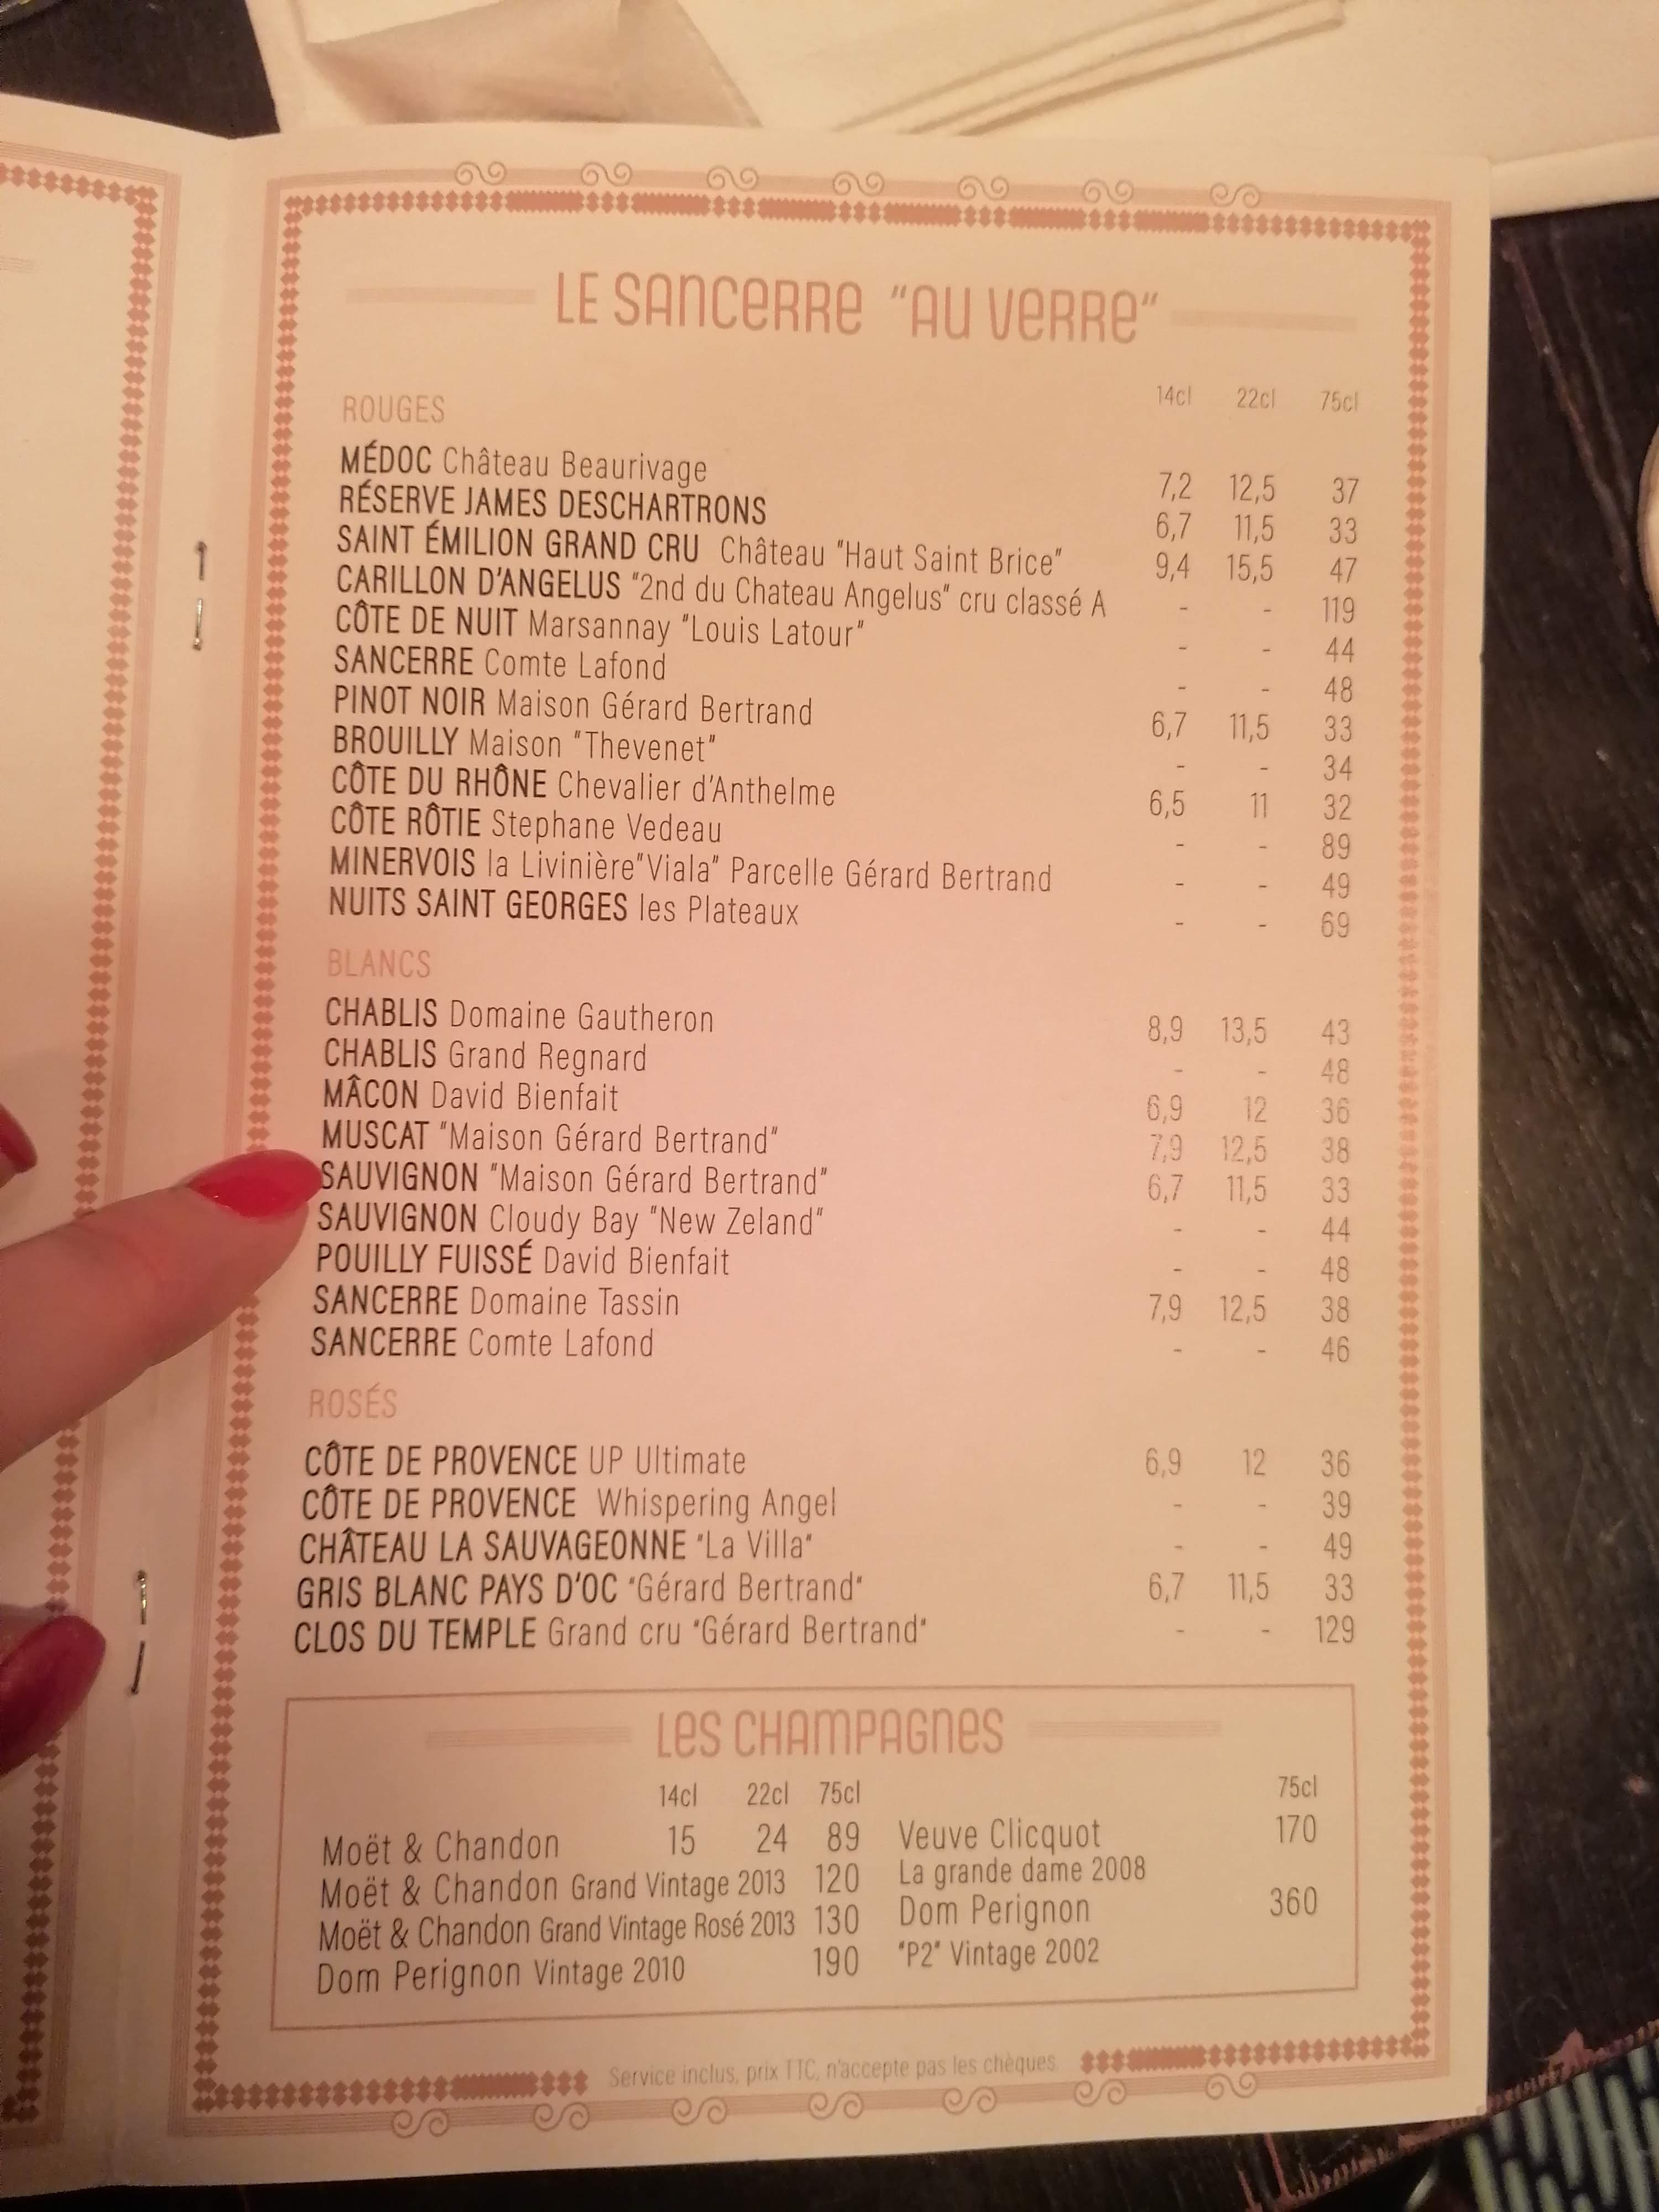 LE SANCERRE "AU VERRE"
ROUGES 14cl 22cl 75cl
MÉDOC Château Beaurivage 7,2 12,5 37
RÉSERVE JAMES DESCHARTRONS 6,7 11,5 33
SAINT ÉMILION GRAND CRU Château "Haut Saint Brice" 9,4 15,5 47
CARILLON D'ANGELUS "2nd du Chateau Angelus" cru classé A - - 119
CÔTE DE NUIT Marsannay "Louis Latour" - - 44
SANCERRE Comte Lafond - - 48
PINOT NOIR Maison Gérard Bertrand 6,7 11,5 33
BROUILLY Maison "Thevenet" - - 34
CÔTE DU RHÔNE Chevalier d'Anthelme 6,5 11 32
CÔTE RÔTIE Stephane Vedeau - - 89
MINERVOIS la Livinière"Viala" Parcelle Gérard Bertrand - - 49
NUITS SAINT GEORGES les Plateaux - - 69
BLANCS
CHABLIS Domaine Gautheron 8,9 13,5 43
CHABLIS Grand Regnard - - 48
MÂCON David Bienfait 6,9 12 36
MUSCAT "Maison Gérard Bertrand" 7,9 12,5 38
SAUVIGNON "Maison Gérard Bertrand" 6,7 11,5 33
SAUVIGNON Cloudy Bay "New Zeland" - - 44
POUILLY FUISSÉ David Bienfait - - 48
SANCERRE Domaine Tassin 7,9 12,5 38
SANCERRE Comte Lafond - - 46
ROSÉS
CÔTE DE PROVENCE UP Ultimate 6,9 12 36
CÔTE DE PROVENCE Whispering Angel - - 39
CHÂTEAU LA SAUVAGEONNE "La Villa" - - 49
GRIS BLANC PAYS D'OC "Gérard Bertrand" 6,7 11,5 33
CLOS DU TEMPLE Grand cru "Gérard Bertrand" - - 129
LES CHAMPAGNES
14cl 22cl 75cl
Moët & Chandon 15 24 89
Moët & Chandon Grand Vintage 2013 120
Moët & Chandon Grand Vintage Rosé 2013 130
Dom Perignon Vintage 2010 190
75cl
Veuve Clicquot 170
La grande dame 2008
Dom Perignon 360
"P2" Vintage 2002
Service inclus, prix TTC, n'accepte pas les chèques.